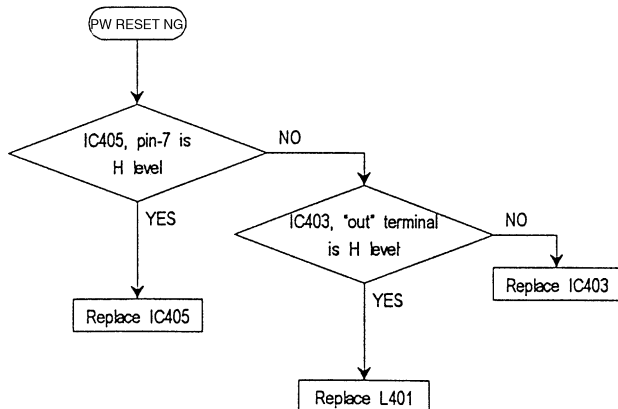 PW RESET NG
IC405, pin-7 is
H level
NO
YES
IC403, "out" terminal
is H level
NO
YES
Replace IC405
Replace IC403
Replace L401